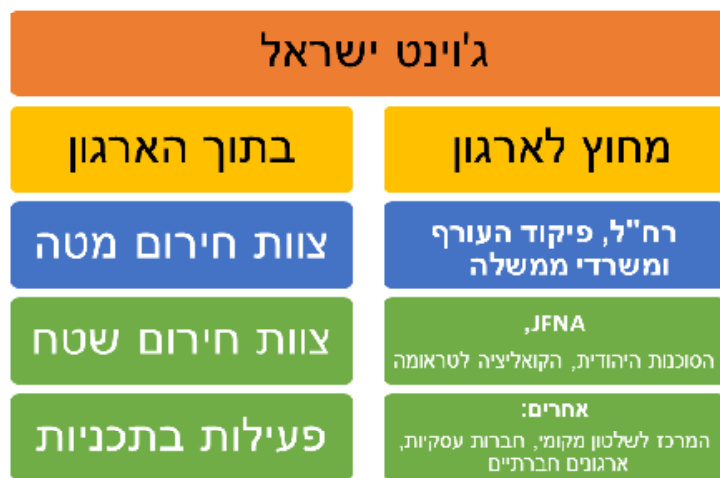 ג'וינט ישראל
מחוץ לארגון
בתוך הארגון
רח"ל, פיקוד העורף
ומשרדי ממשלה
צוות חירום מטה
JFNA,
הסוכנות היהודית, הקואליציה לטראומה
צוות חירום שטח
אחרים:
המרכז לשלטון מקומי, חברות עסקיות,
ארגונים חברתיים
פעילות בתכניות